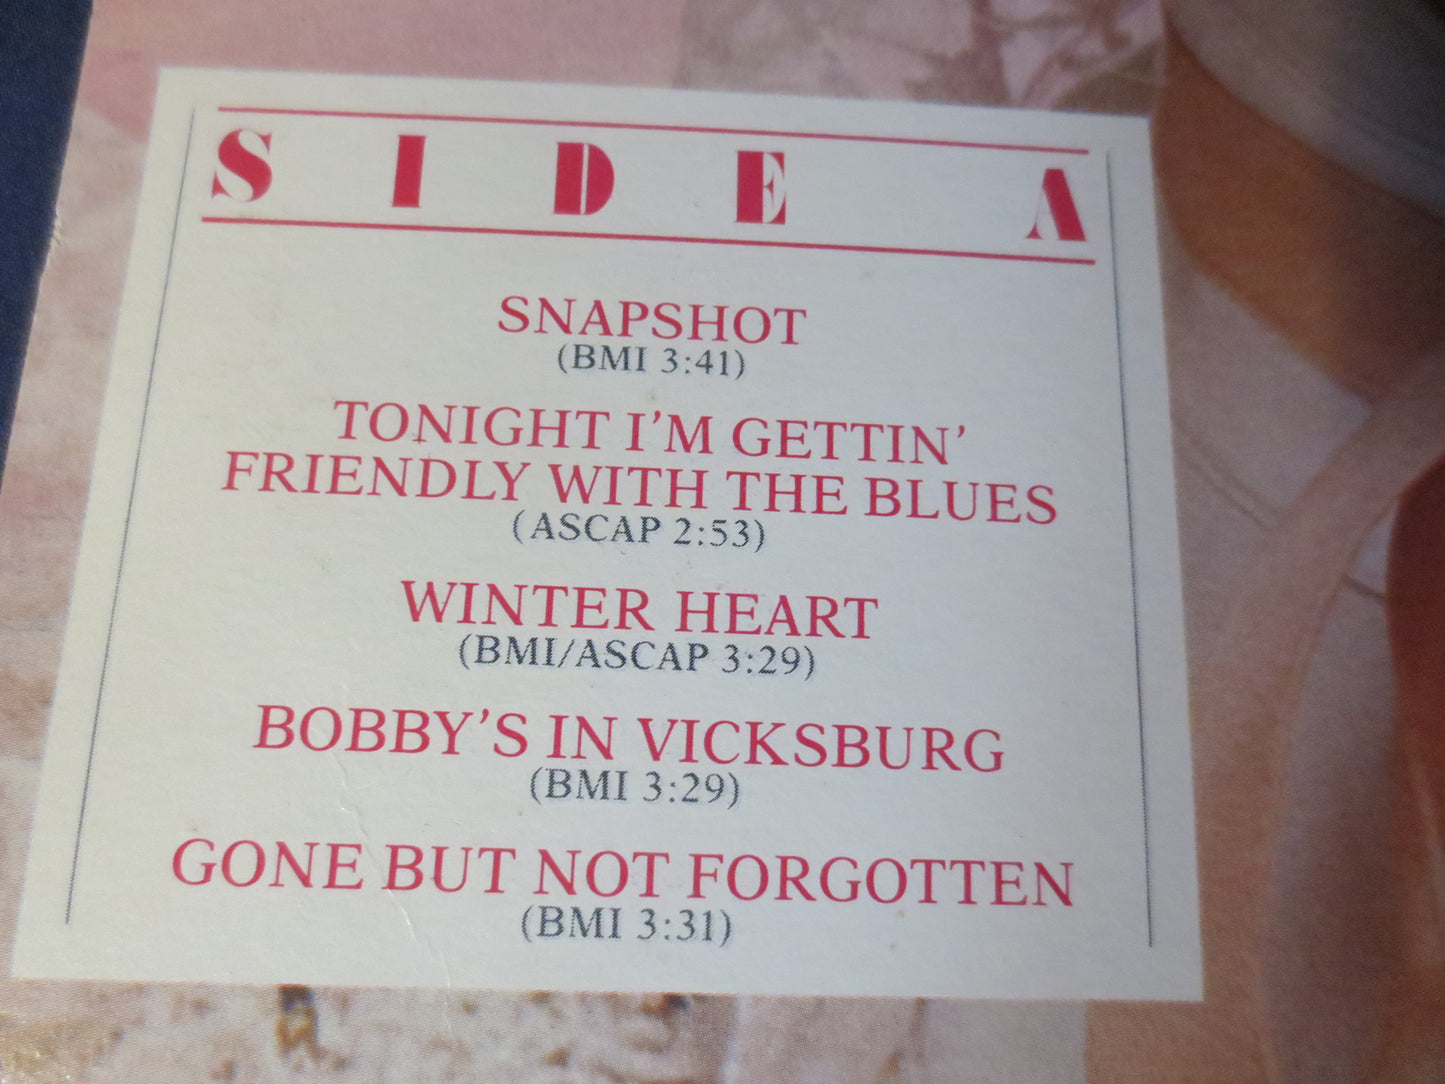 SIDE A
SNAPSHOT
(BMI 3:41)
TONIGHT I'M GETTIN'
FRIENDLY WITH THE BLUES
(ASCAP 2:53)
WINTER HEART
(BMI/ASCAP 3:29)
BOBBY'S IN VICKSBURG
(BMI 3:29)
GONE BUT NOT FORGOTTEN
(BMI 3:31)